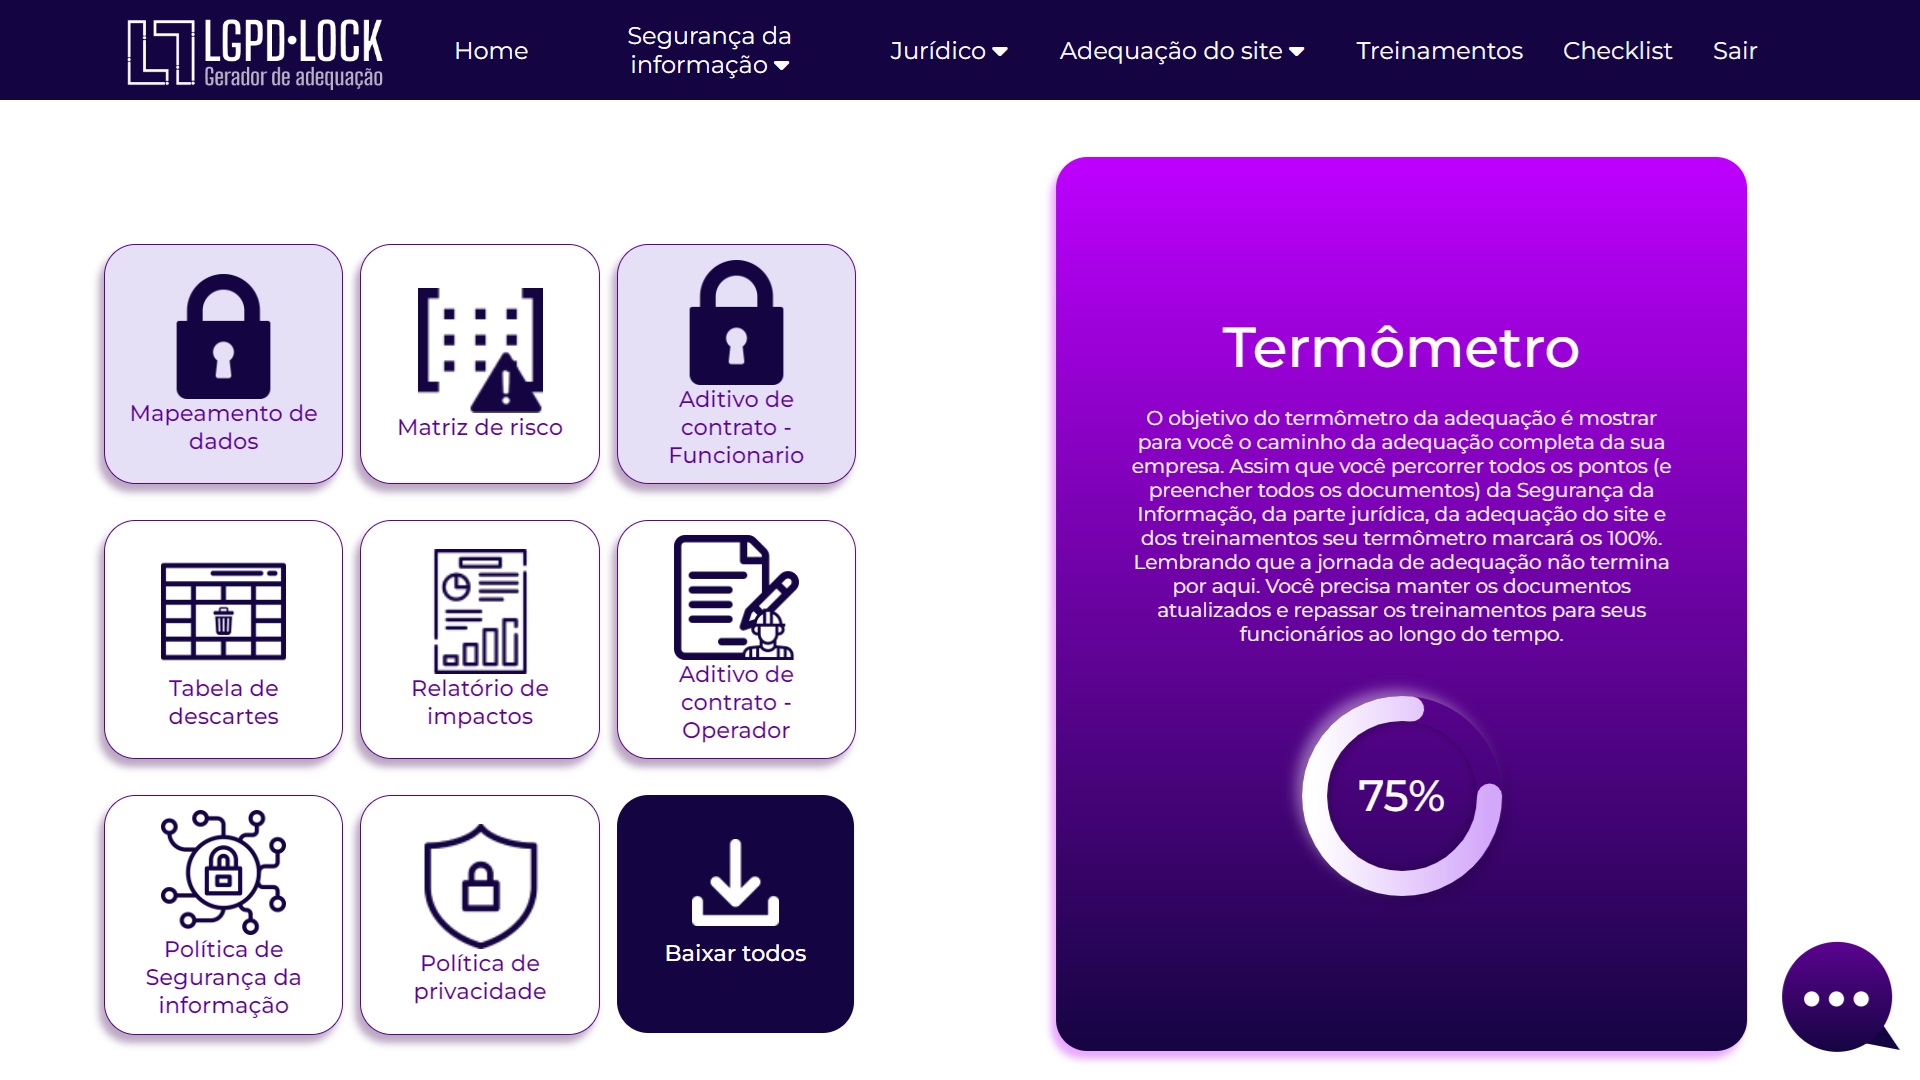 LGPD•LOCK
Gerador de adequação
Home
Segurança da
informação
Jurídico
Adequação do site
Treinamentos
Checklist
Sair
Mapeamento de
dados
Matriz de risco
Aditivo de
contrato -
Funcionario
Tabela de
descartes
Relatório de
impactos
Aditivo de
contrato -
Operador
Política de
Segurança da
informação
Política de
privacidade
Baixar todos
Termômetro
O objetivo do termômetro da adequação é mostrar
para você o caminho da adequação completa da sua
empresa. Assim que você percorrer todos os pontos (e
preencher todos os documentos) da Segurança da
Informação, da parte jurídica, da adequação do site e
dos treinamentos seu termômetro marcará os 100%.
Lembrando que a jornada de adequação não termina
por aqui. Você precisa manter os documentos
atualizados e repassar os treinamentos para seus
funcionários ao longo do tempo.
75%